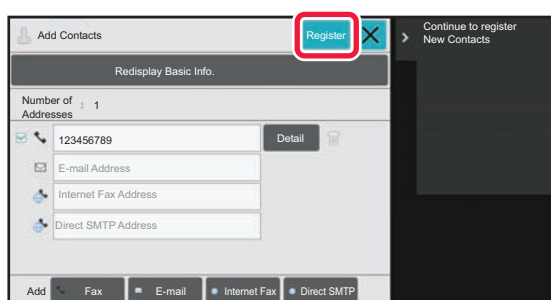 Add Contacts
Register
Continue to register
New Contacts
Redisplay Basic Info.
Number of : 1
Addresses
123456789
Detail
E-mail Address
Internet Fax Address
Direct SMTP Address
Add
Fax
E-mail
Internet Fax
Direct SMTP